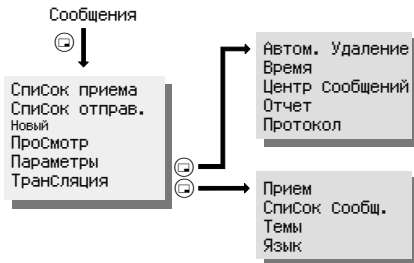 Сообщения
СпиСок приема
СпиСок отправ.
Новый
ПроСмотр
Параметры
ТранСляция
Автом. Удаление
Время
Центр Сообщений
Отчет
Протокол
Прием
СпиСок Сообщ.
Темы
Язык